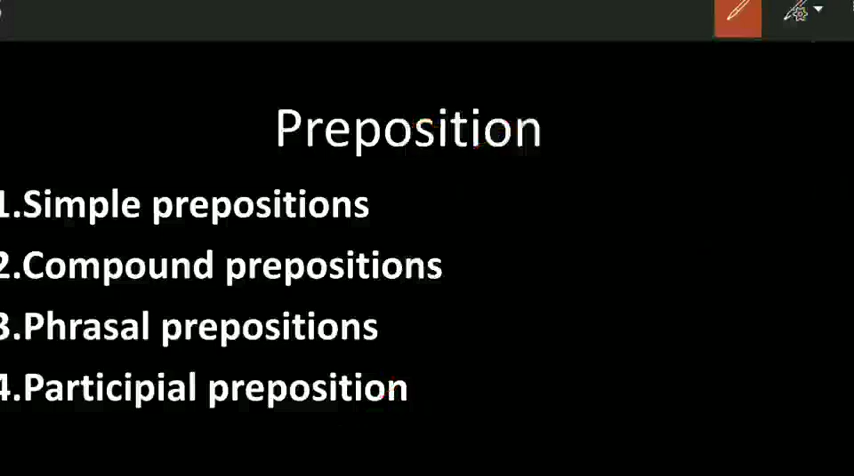 Preposition
1.Simple prepositions
2.Compound prepositions
3.Phrasal prepositions
4.Participial preposition